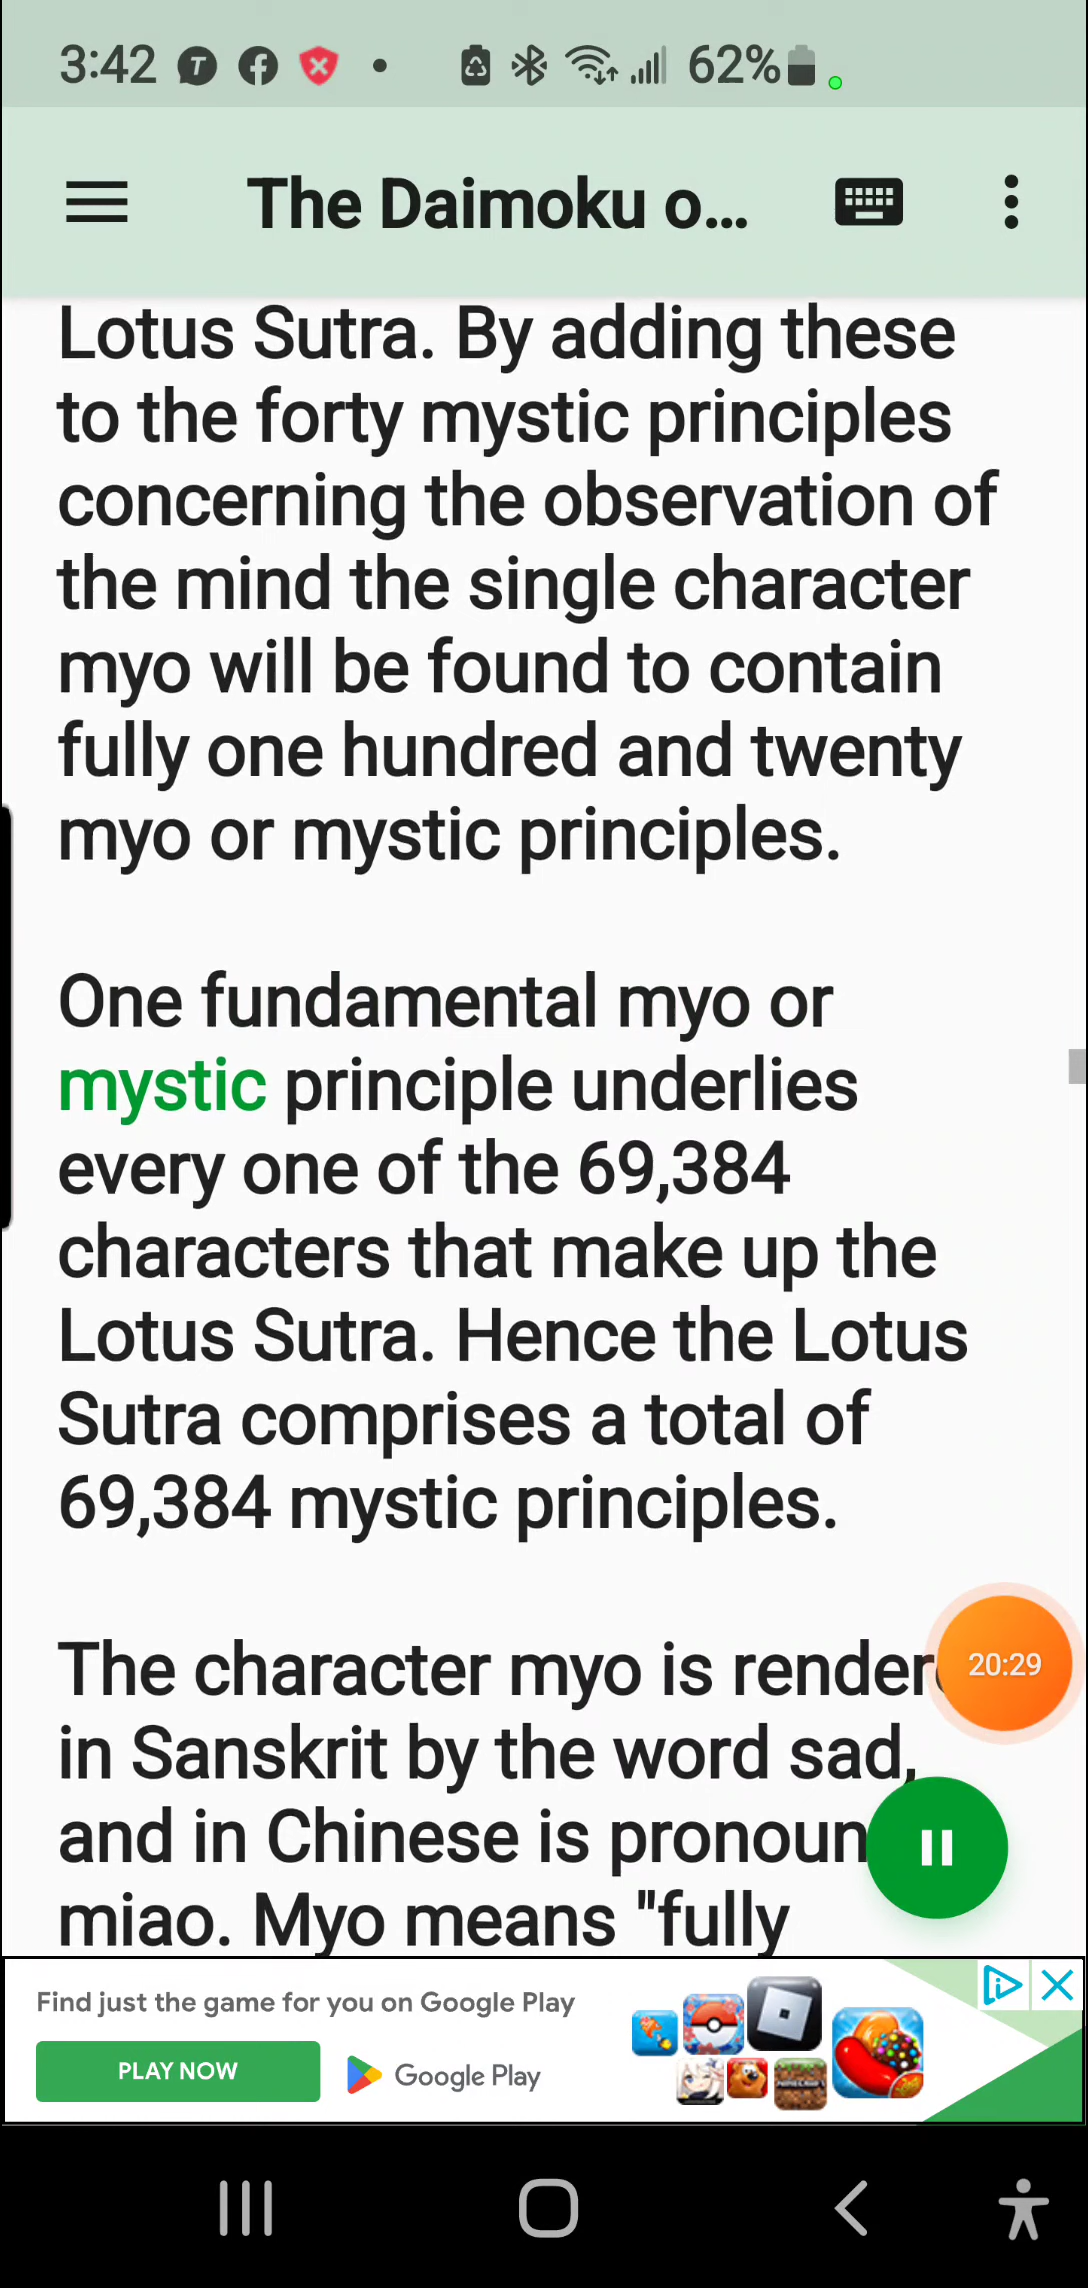 3:42
62%
The Daimoku o...
Lotus Sutra. By adding these
to the forty mystic principles
concerning the observation of
the mind the single character
myo will be found to contain
fully one hundred and twenty
myo or mystic principles.
One fundamental myo or
mystic principle underlies
every one of the 69,384
characters that make up the
Lotus Sutra. Hence the Lotus
Sutra comprises a total of
69,384 mystic principles.
The character myo is render
20:29
in Sanskrit by the word sad,
and in Chinese is pronoun
miao. Myo means "fully
Find just the game for you on Google Play
PLAY NOW
Google Play